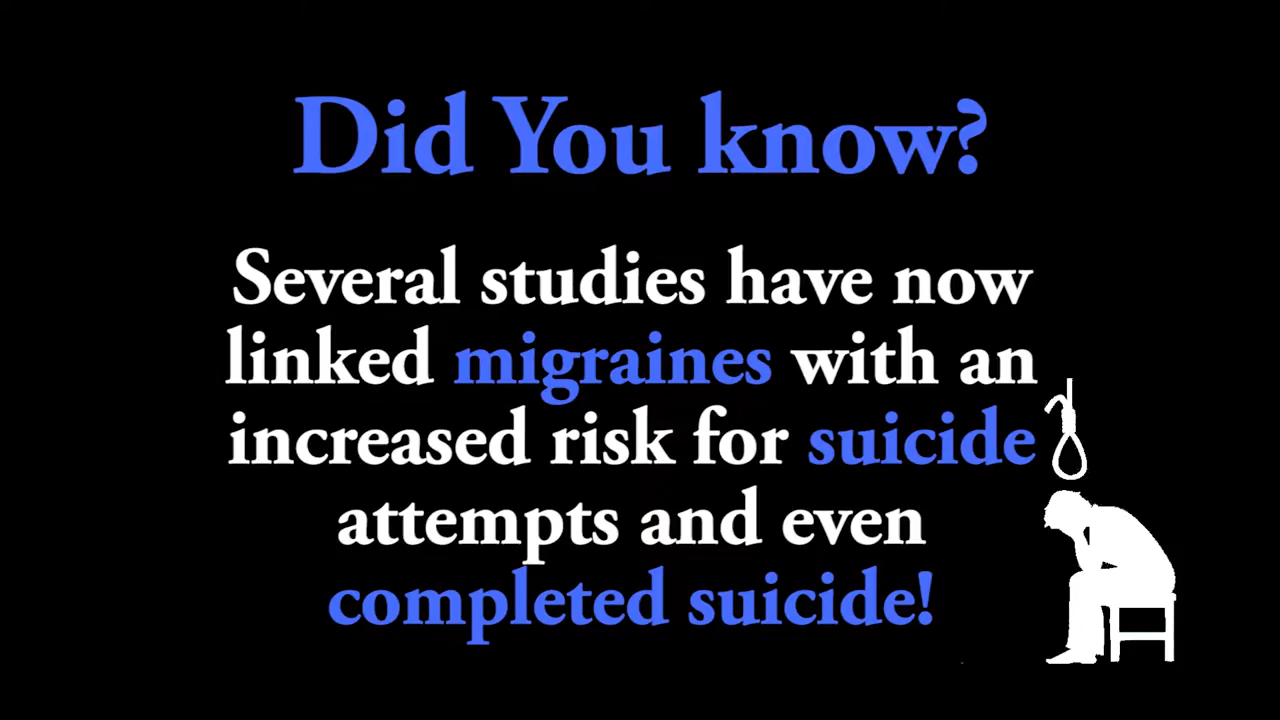 Did You know?
Several studies have now
linked migraines with an
increased risk for suicide
attempts and even
completed suicide!